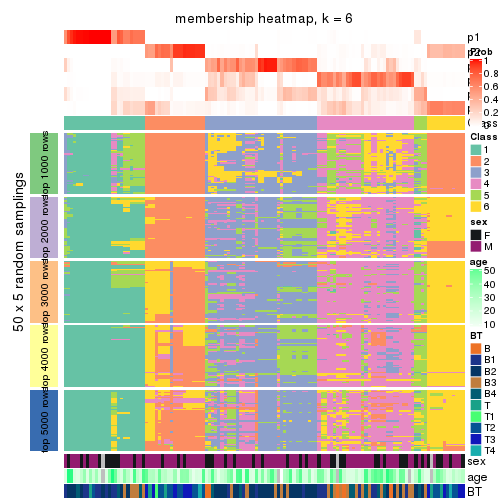 membership heatmap, k = 6
p1
p2
Prob
1
0.8
0.6
0.4
0.2
0
Class
1
2
3
4
5
6
sex
F
M
age
50
40
30
20
10
BT
B
B1
B2
B3
B4
T
T1
T2
T3
T4
50 x 5 random samplings
top 1000 rows
top 2000 rows
top 3000 rows
top 4000 rows
top 5000 rows
sex
age
BT